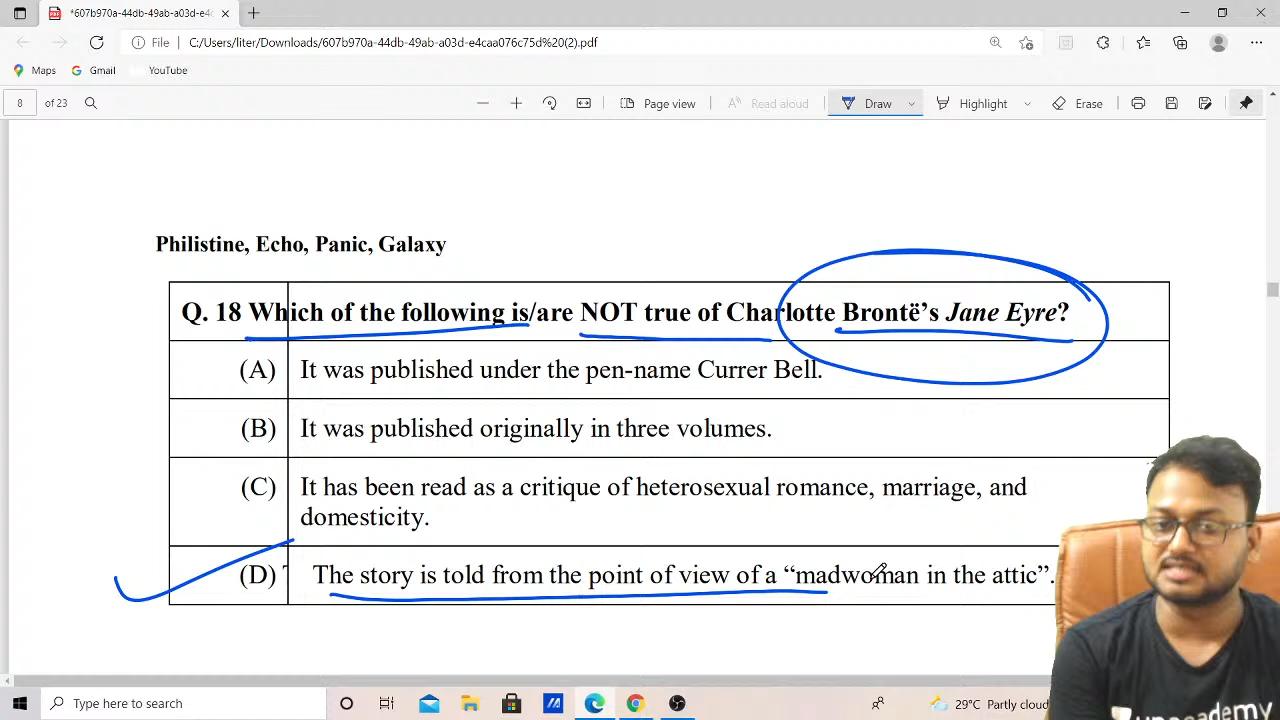 *607b970a-44db-49ab-a03d-e4c
File
C:/Users/liter/Downloads/607b970a-44db-49ab-a03d-e4caa076c75d%20(2).pdf
Maps
Gmail
YouTube
8
of 23
Page view
Read aloud
Draw
Highlight
Erase
Philistine, Echo, Panic, Galaxy
Q. 18 Which of the following is/are NOT true of Charlotte Brontë’s Jane Eyre?
(A) It was published under the pen-name Currer Bell.
(B) It was published originally in three volumes.
(C) It has been read as a critique of heterosexual romance, marriage, and
domesticity.
(D) The story is told from the point of view of a “madwoman in the attic”.
Type here to search
29°C Partly cloud